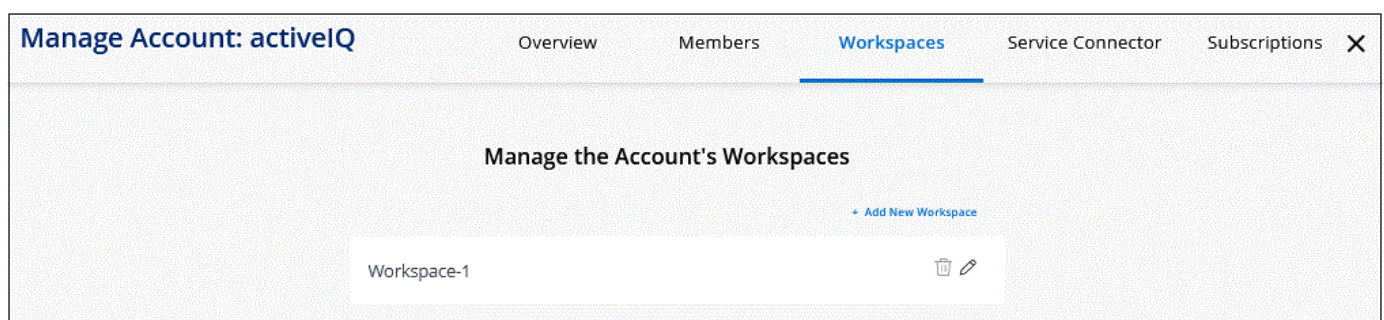 Manage Account: activeIQ Overview Members Workspaces Service Connector Subscriptions
Manage the Account's Workspaces
+ Add New Workspace
Workspace-1